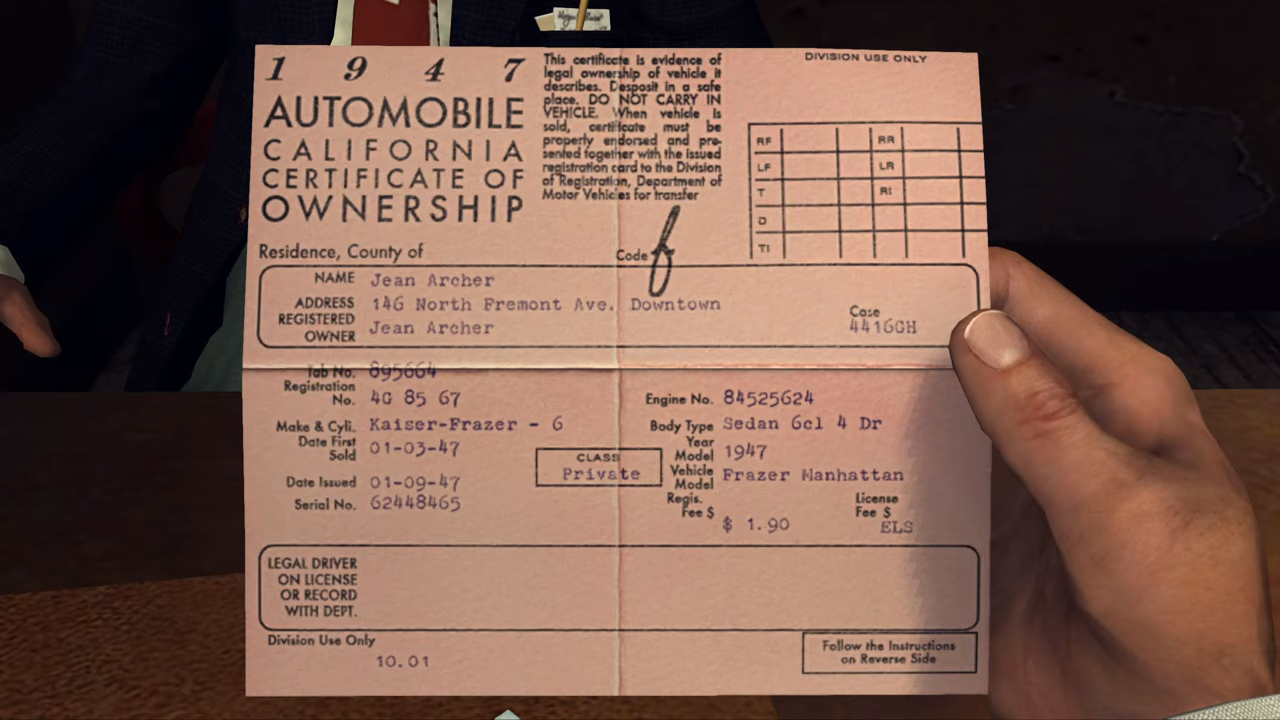 1 9 4 7
AUTOMOBILE
CALIFORNIA
CERTIFICATE OF
OWNERSHIP
This certificate is evidence of
legal ownership of vehicle it
describes. Desposit in a safe
place. DO NOT CARRY IN
VEHICLE. When vehicle is
sold, certificate must be
properly endorsed and pre-
sented together with the issued
registration card to the Division
of Registration, Department of
Motor Vehicles for transfer
DIVISION USE ONLY
RF RR
LF LR
T RI
D
TI
Residence, County of
Code
NAME Jean Archer
ADDRESS 146 North Fremont Ave. Downtown
REGISTERED OWNER Jean Archer
Case
4416GH
Tab No. 895664
Registration
No. 4G 85 67
Engine No. 84525624
Make & Cyli. Kaiser-Frazer - 6
Body Type Sedan 6cl 4 Dr
Date First
Sold 01-03-47
Year
Model 1947
CLASS
Private
Vehicle
Model Frazer Manhattan
Date Issued 01-09-47
Serial No. 62448465
Regis.
Fee $ $ 1.90
License
Fee $
ELS
LEGAL DRIVER
ON LICENSE
OR RECORD
WITH DEPT.
Division Use Only
10.01
Follow the Instructions
on Reverse Side